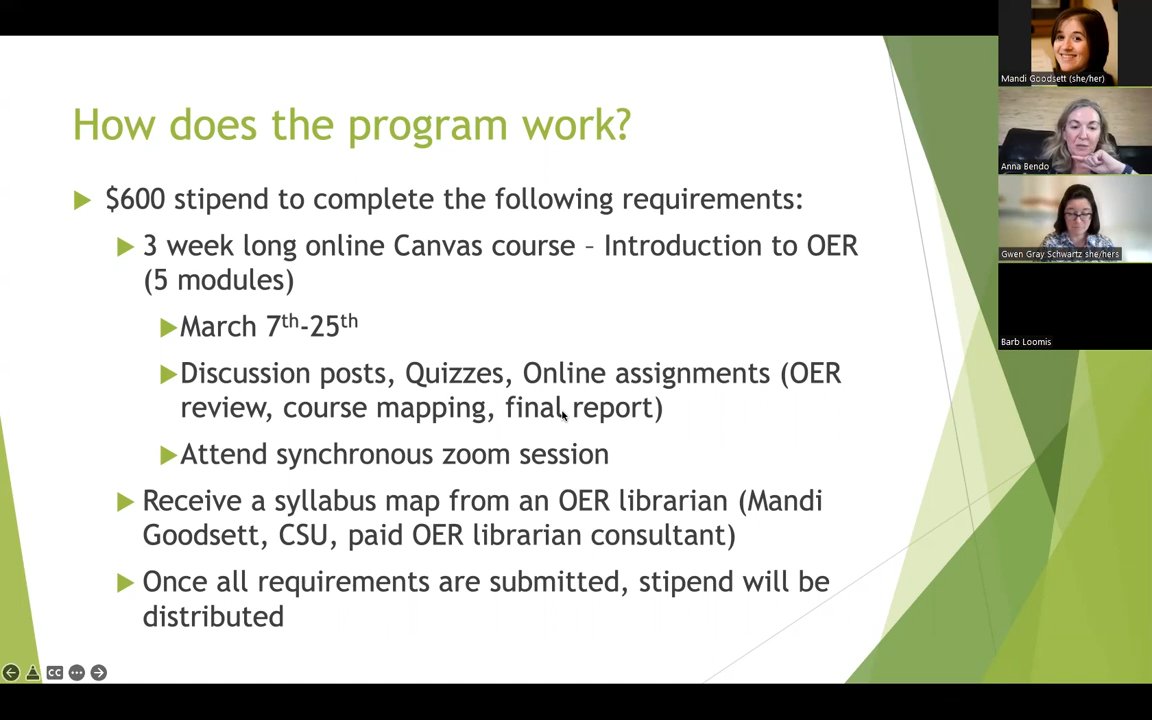 How does the program work?
$600 stipend to complete the following requirements:
3 week long online Canvas course – Introduction to OER
(5 modules)
March 7th-25th
Discussion posts, Quizzes, Online assignments (OER
review, course mapping, final report)
Attend synchronous zoom session
Receive a syllabus map from an OER librarian (Mandi
Goodsett, CSU, paid OER librarian consultant)
Once all requirements are submitted, stipend will be
distributed
CC
Mandi Goodsett (she/her)
Anna Bendo
Gwen Gray Schwartz she/hers
Barb Loomis